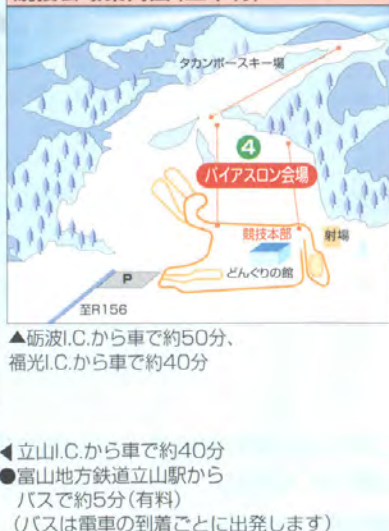 タカンボースキー場
④
バイアスロン会場
競技本部
射場
どんぐりの館
P
至R156
▲砺波I.C.から車で約50分、
福光I.C.から車で約40分
◀立山I.C.から車で約40分
●富山地方鉄道立山駅から
バスで約5分(有料)
(バスは電車の到着ごとに出発します)